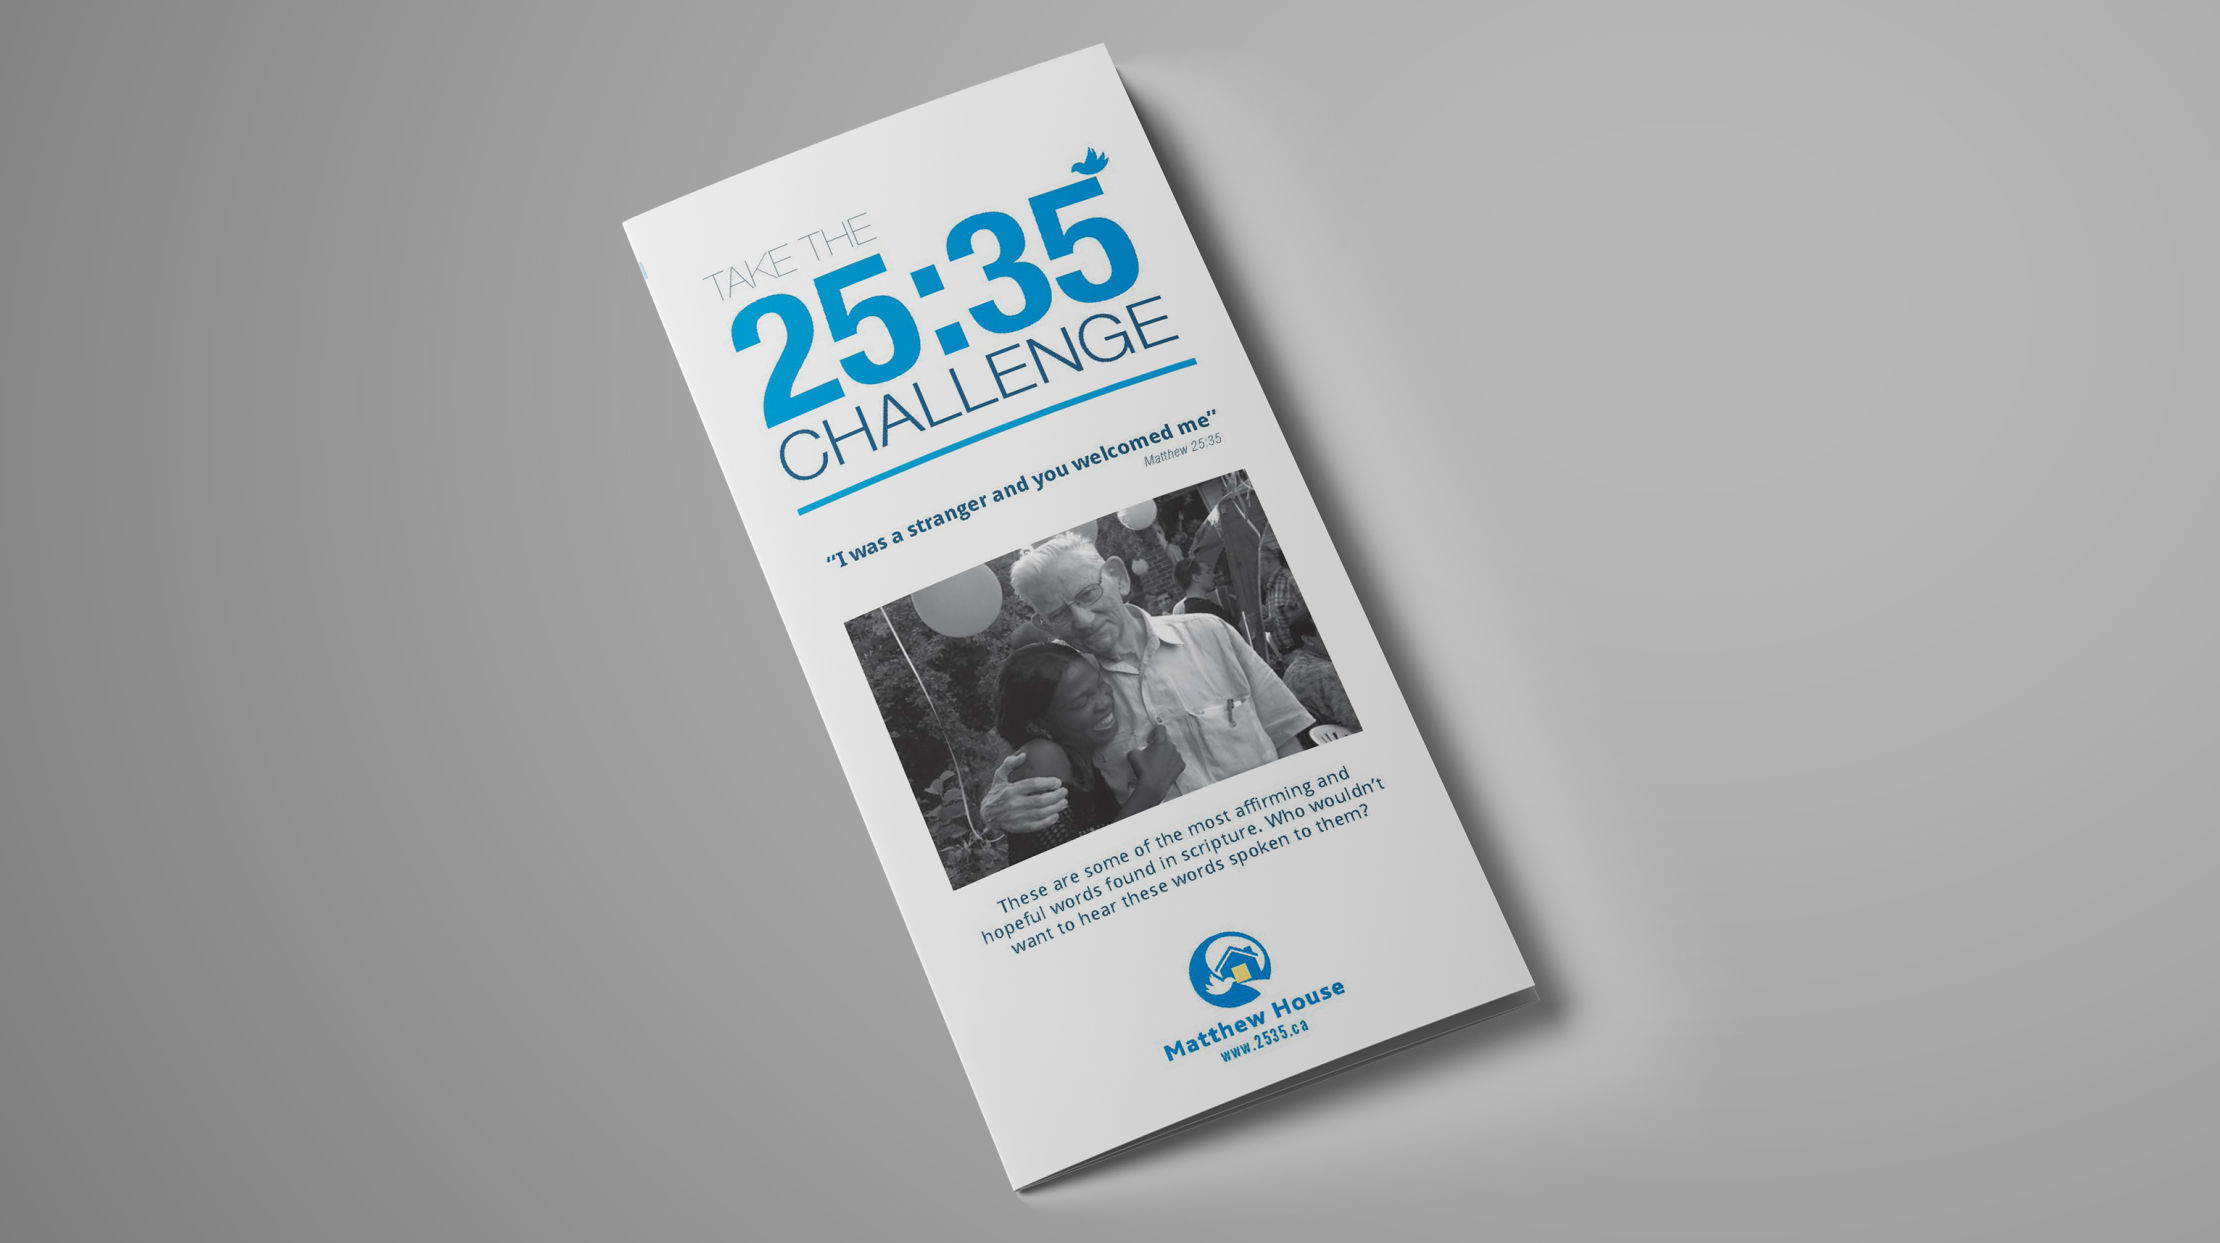 TAKE THE
25:35
CHALLENGE
“I was a stranger and you welcomed me”
Matthew 25:35
These are some of the most affirming and
hopeful words found in scripture. Who wouldn't
want to hear these words spoken to them?
Matthew House
www.2535.ca